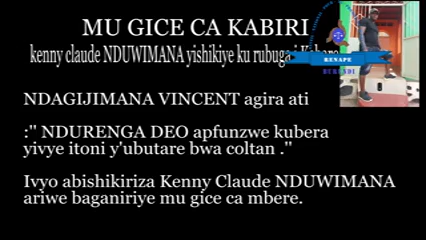 MU GICE CA KABIRI
kenny claude NDUWIMANA yishikiye ku rubuga
RUNAPE
BURUNDI
NDAGIJIMANA VINCENT agira ati
:'' NDURENGA DEO apfunzwe kubera
yivye itoni y'ubutare bwa coltan .''
Ivyo abishikiriza Kenny Claude NDUWIMANA
ariwe baganiriye mu gice ca mbere.